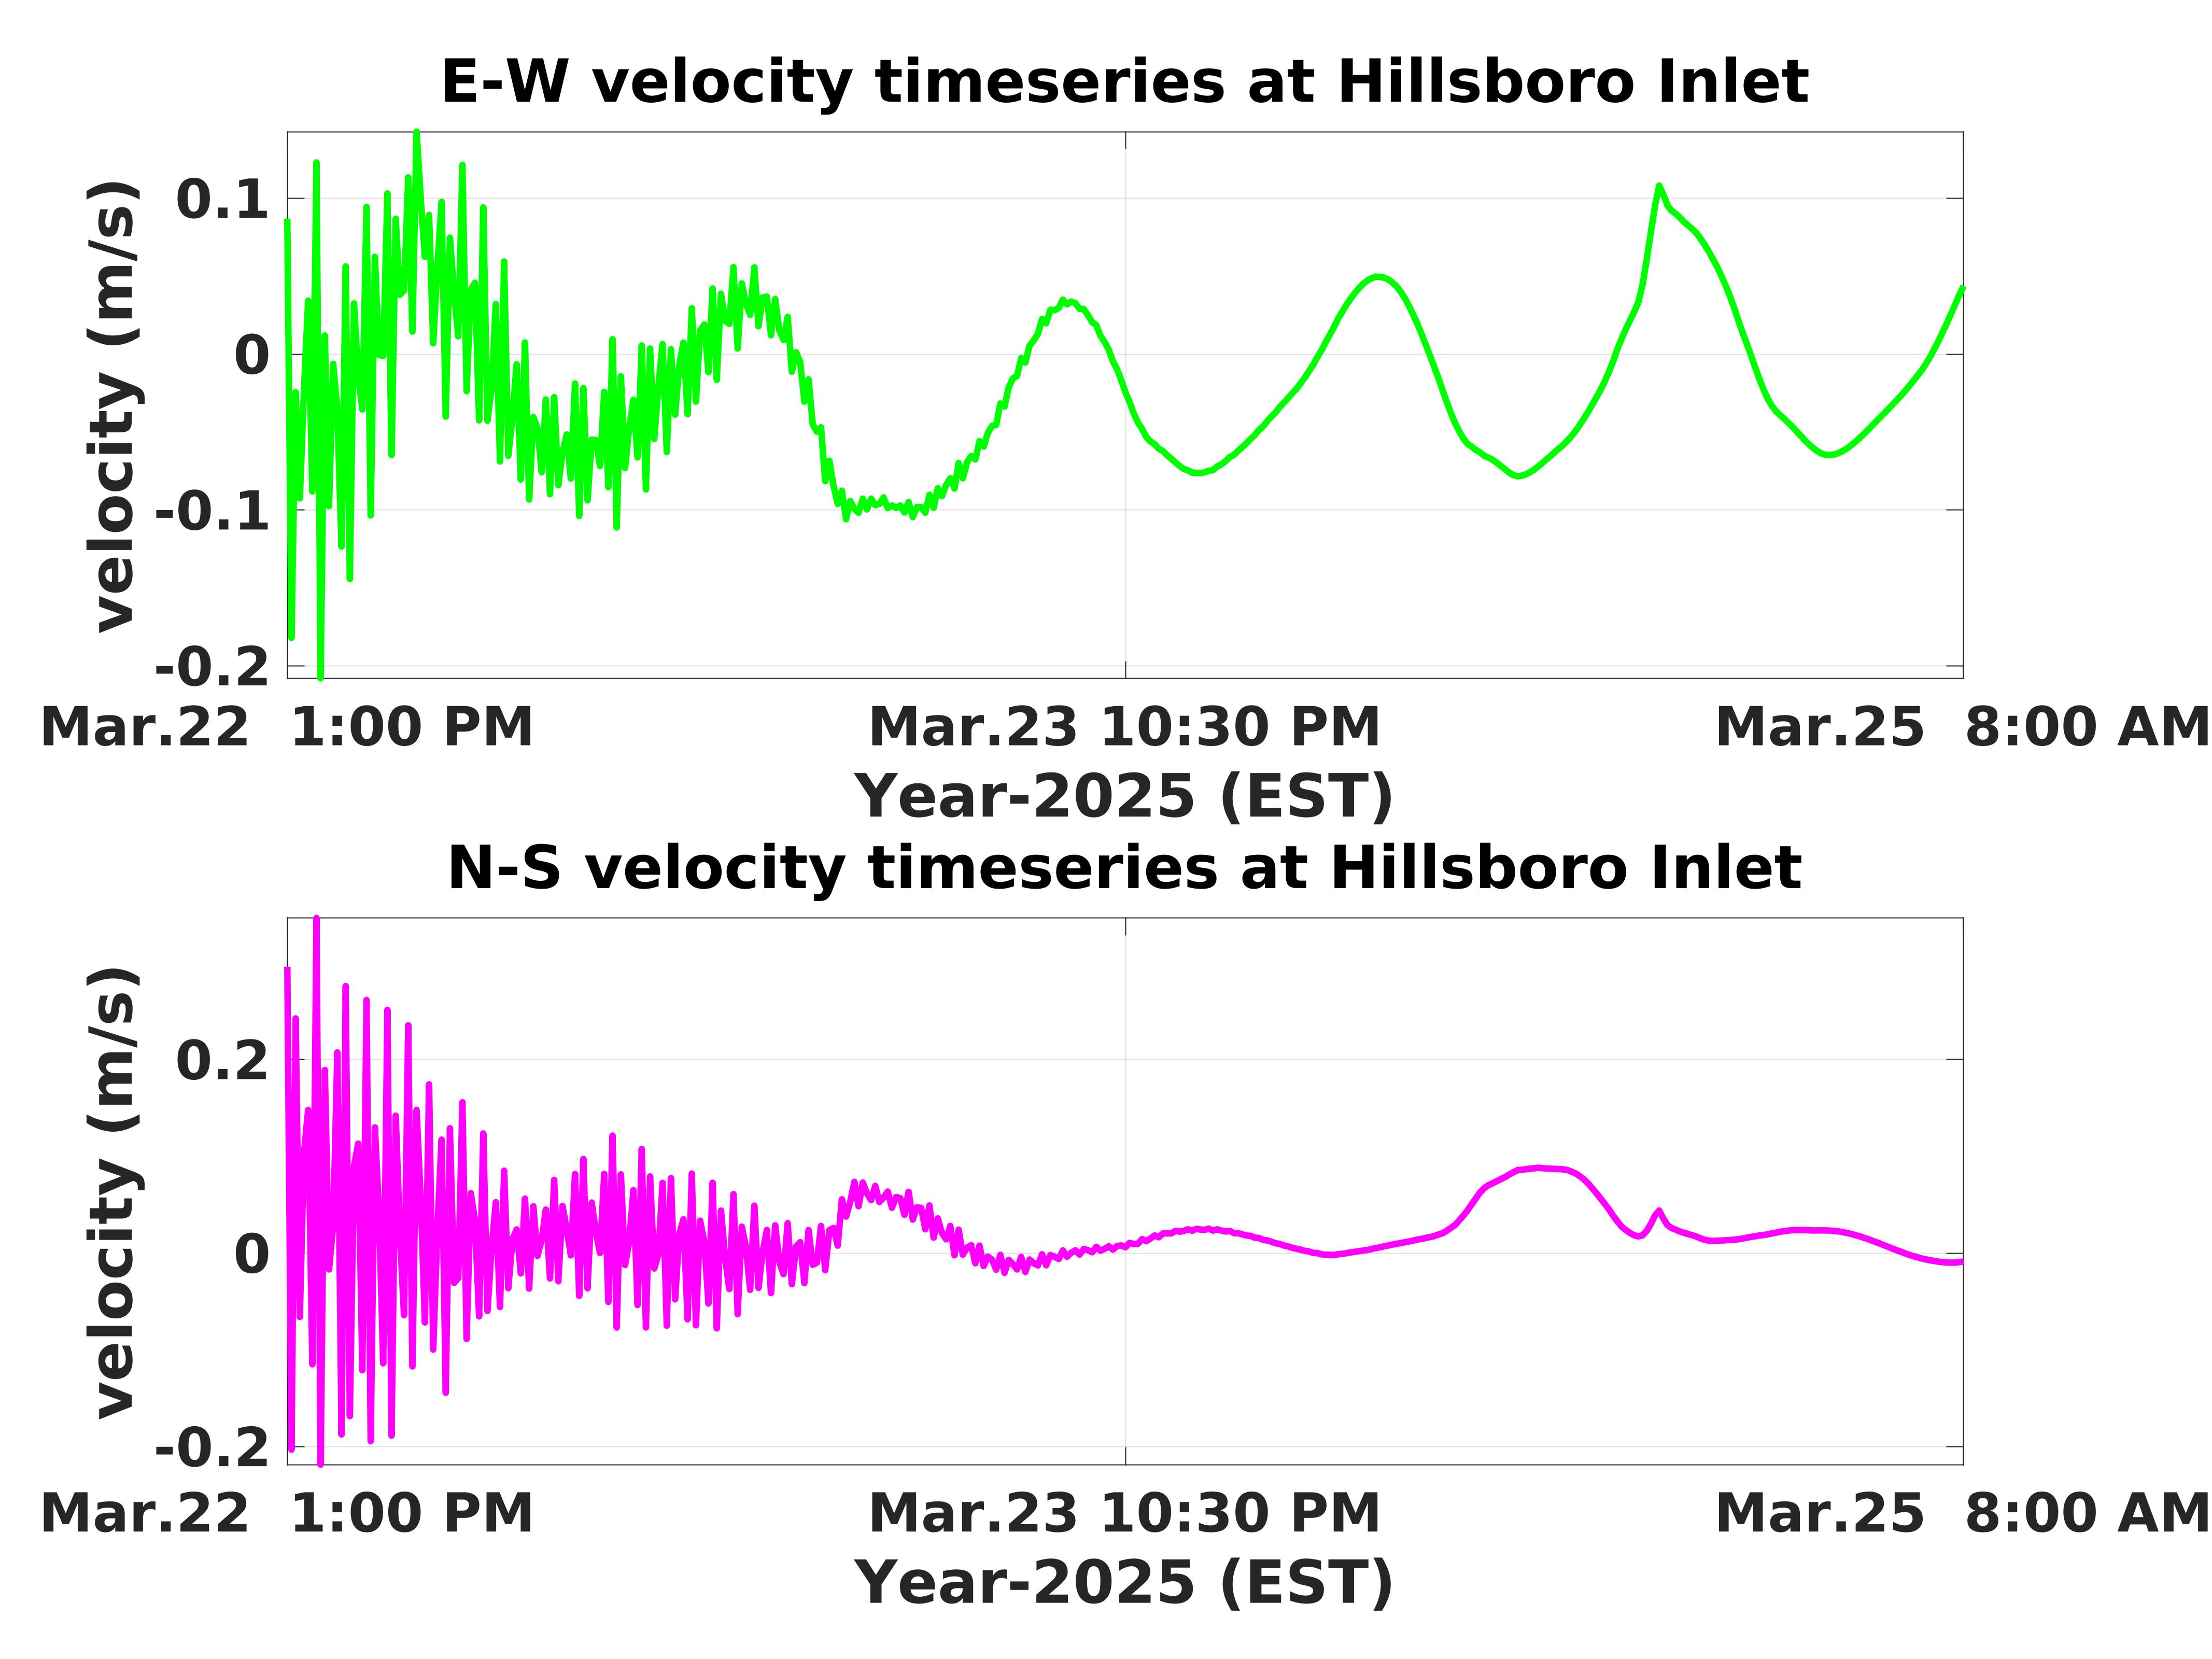 E-W velocity timeseries at Hillsboro Inlet
velocity (m/s)
0.1
0
-0.1
-0.2
Mar.22 1:00 PM Mar.23 10:30 PM Mar.25 8:00 AM
Year-2025 (EST)
N-S velocity timeseries at Hillsboro Inlet
velocity (m/s)
0.2
0
-0.2
Mar.22 1:00 PM Mar.23 10:30 PM Mar.25 8:00 AM
Year-2025 (EST)